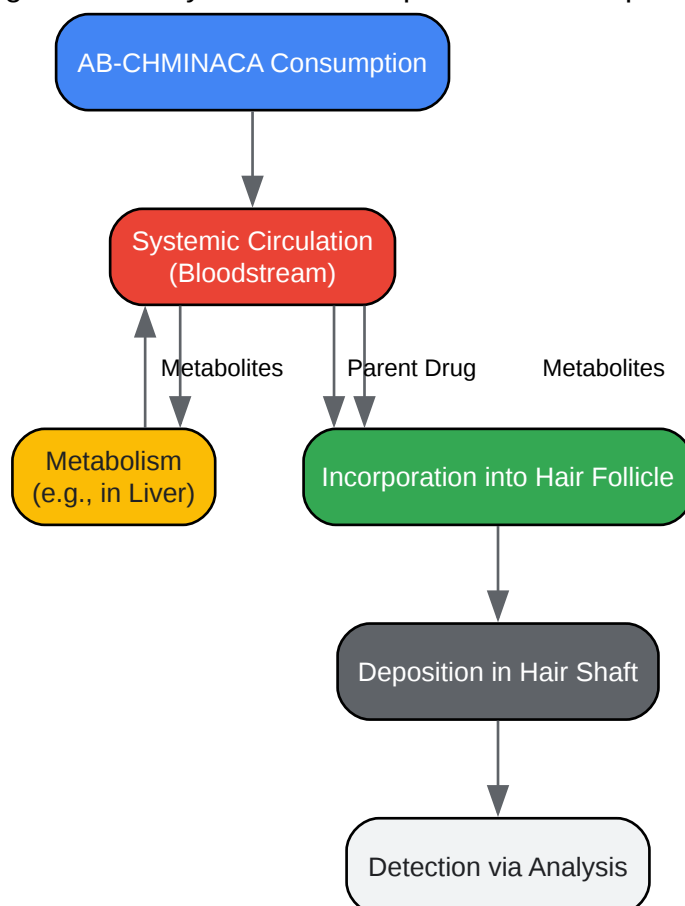 AB-CHMINACA Consumption
Systemic Circulation
(Bloodstream)
Metabolites
Parent Drug
Metabolites
Metabolism
(e.g., in Liver)
Incorporation into Hair Follicle
Deposition in Hair Shaft
Detection via Analysis